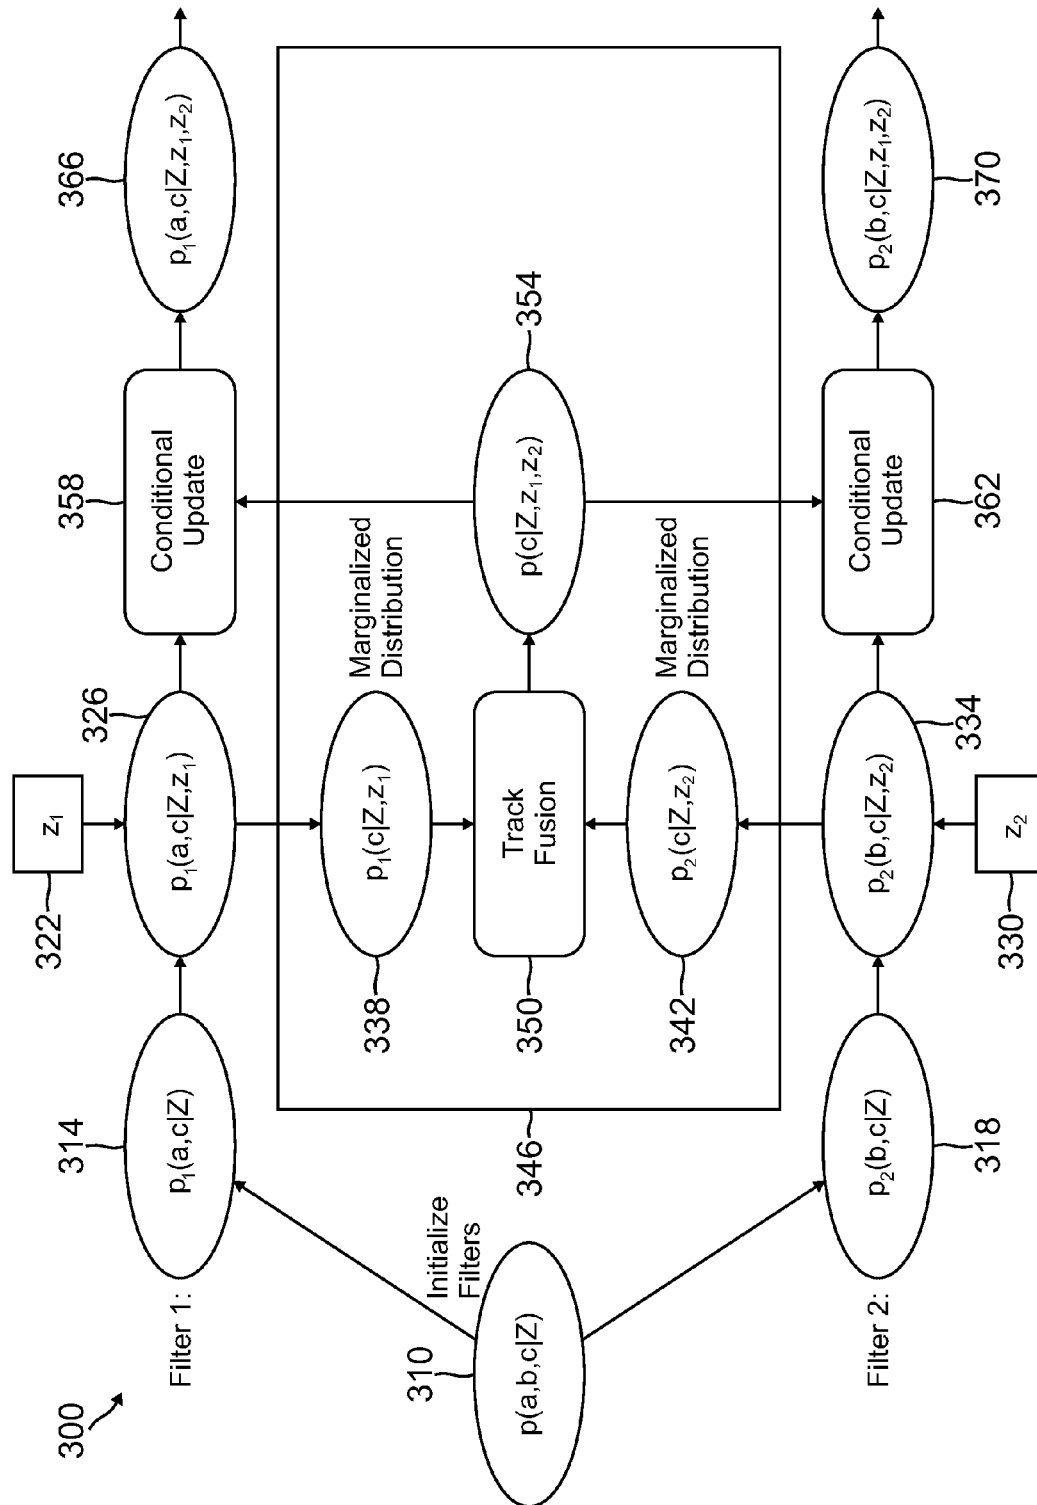 300
Filter 1:
314
p₁(a,c|Z)
322
z₁
326
p₁(a,c|Z,z₁)
358
Conditional
Update
366
p₁(a,c|Z,z₁,z₂)
310
p(a,b,c|Z)
Initialize
Filters
346
338
p₁(c|Z,z₁)
Marginalized
Distribution
350
Track
Fusion
354
p(c|Z,z₁,z₂)
342
p₂(c|Z,z₂)
Marginalized
Distribution
Filter 2:
318
p₂(b,c|Z)
330
z₂
334
p₂(b,c|Z,z₂)
362
Conditional
Update
370
p₂(b,c|Z,z₁,z₂)